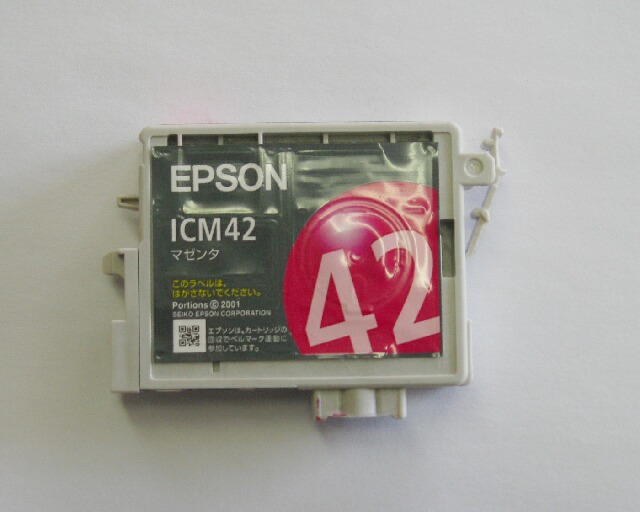 EPSON
ICM42
マゼンタ
このラベルは、
はがさないでください。
Portions © 2001
SEIKO EPSON CORPORATION
エプソンは、カートリッジの
回収でベルマーク運動に
参加しています。
42